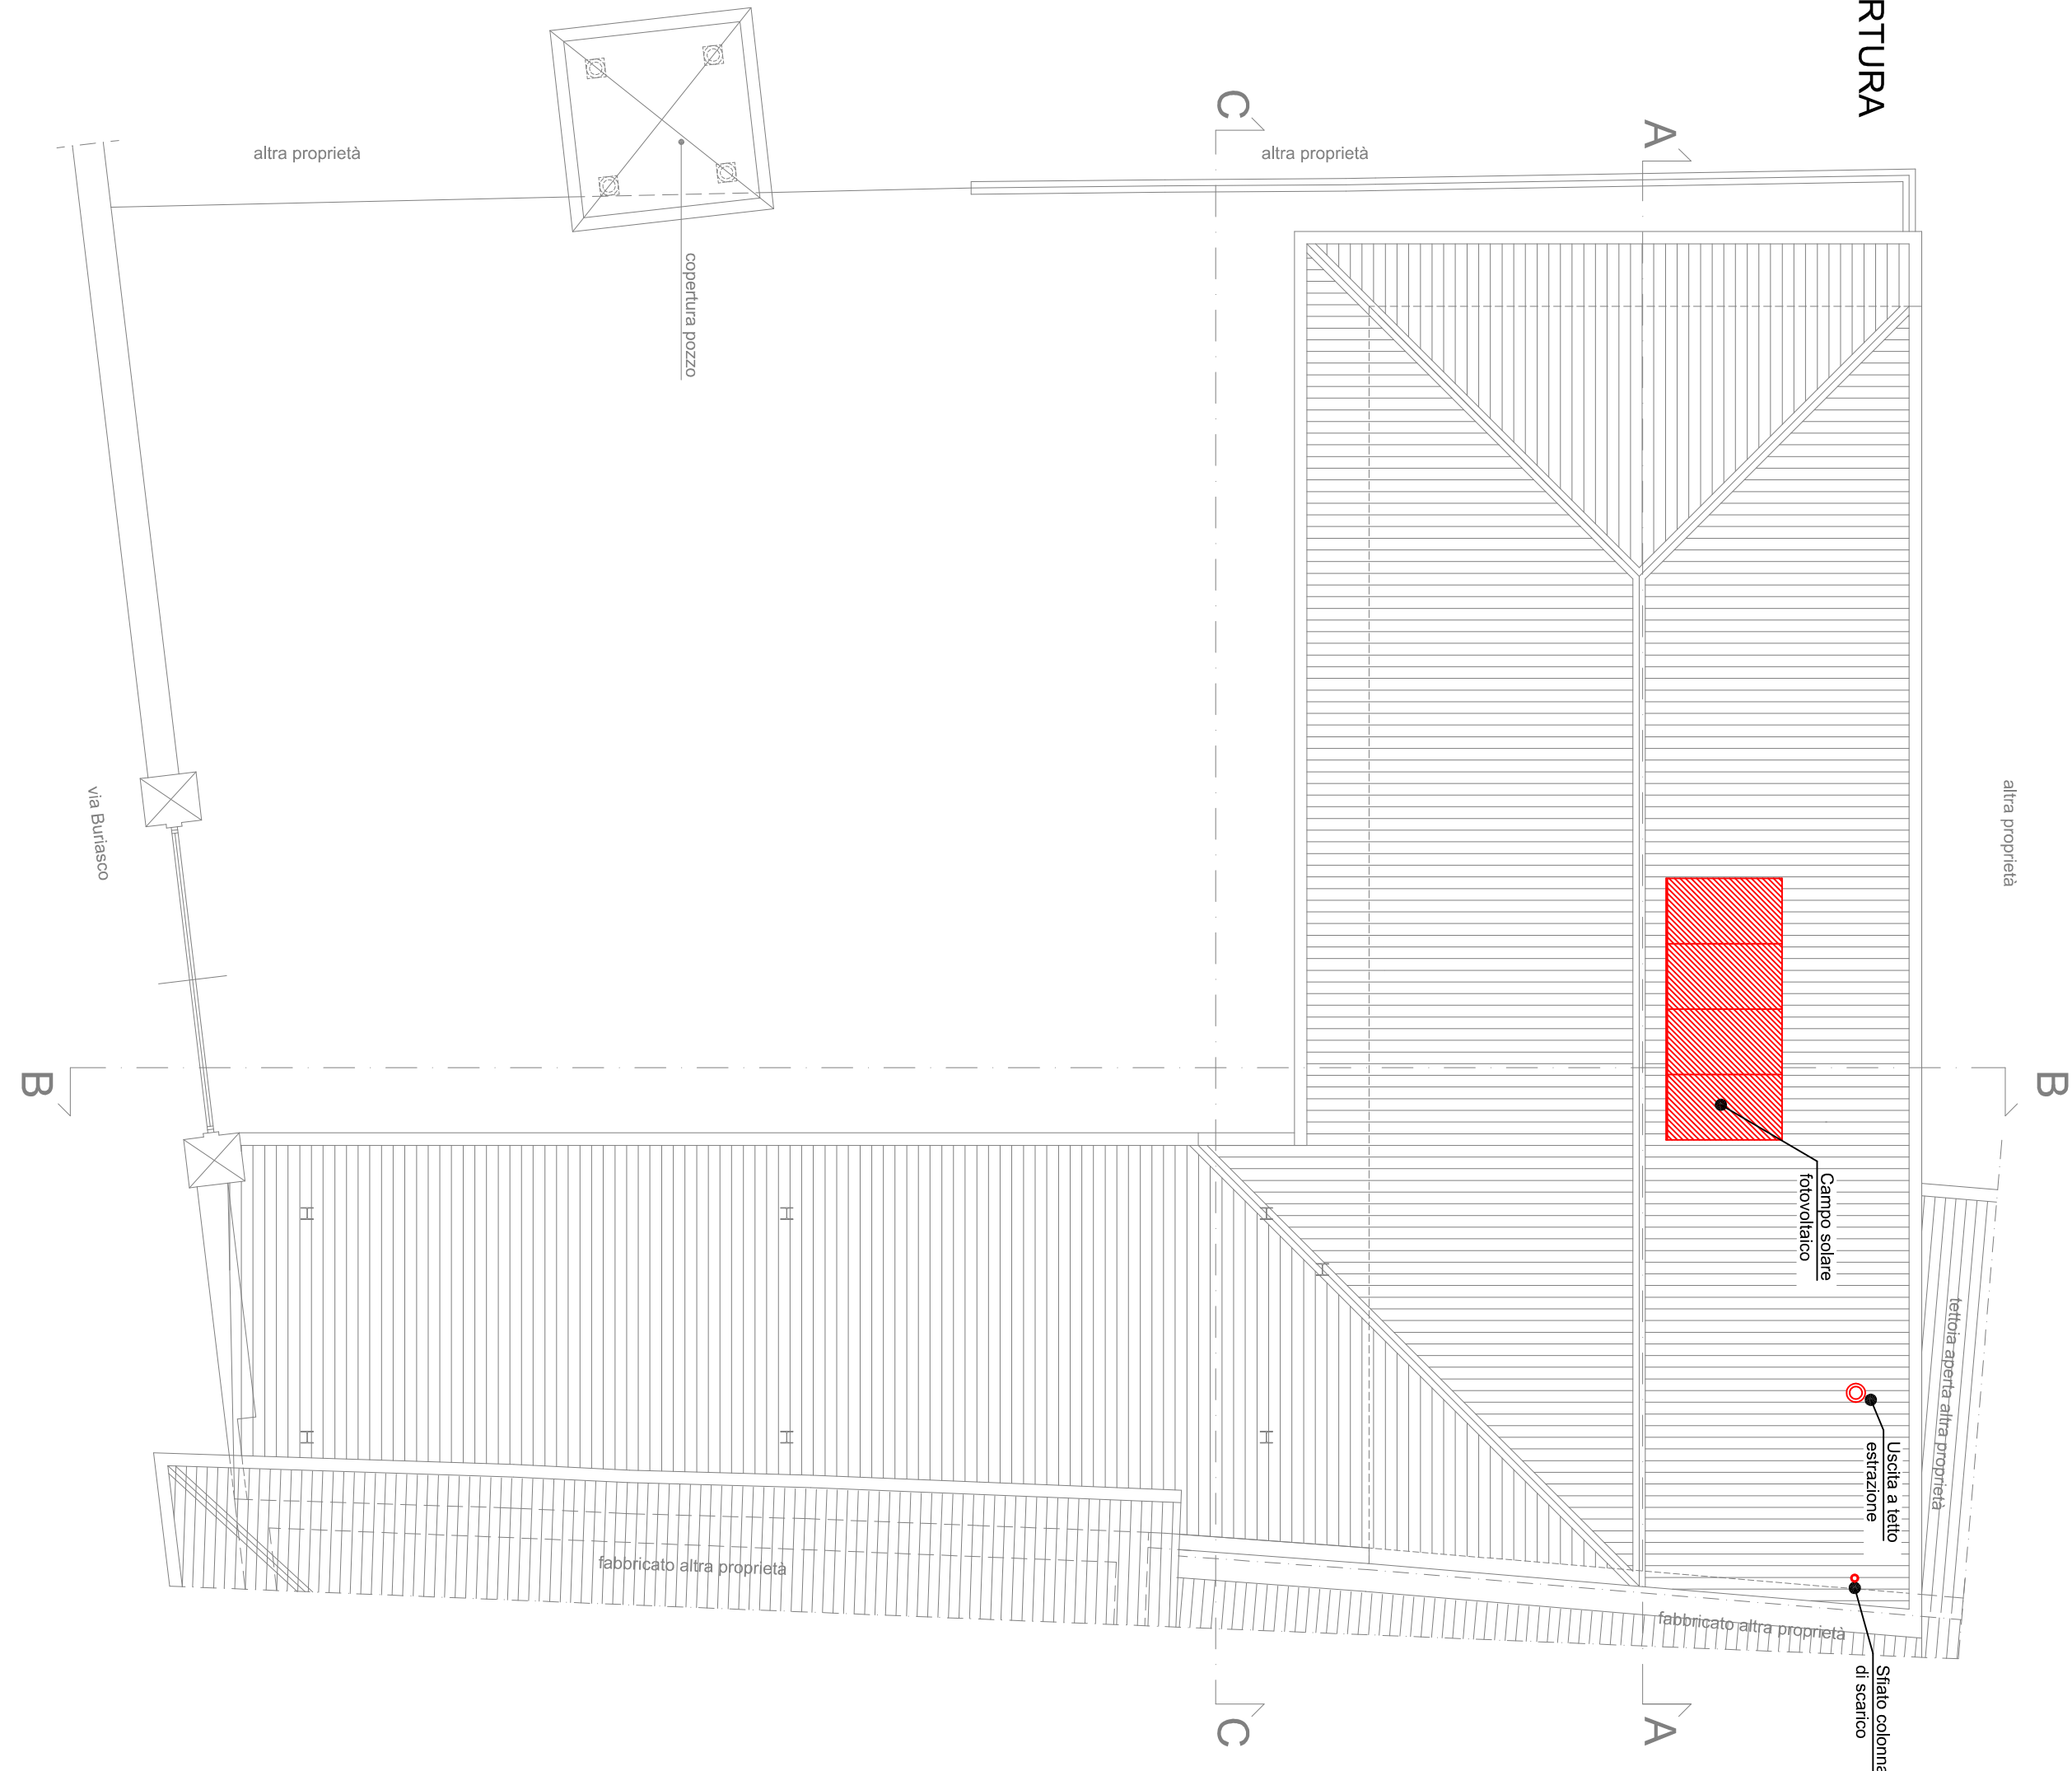 RTURA
C
A
altra proprietà
altra proprietà
copertura pozzo
altra proprietà
via Buriasco
B
B
Campo solare
fotovoltaico
H
H
H
H
tettoia aperta altra proprietà
Uscita a tetto
estrazione
H
H
H
fabbricato altra proprietà
fabbricato altra proprietà
Sfiato colonna
di scarico
C
A